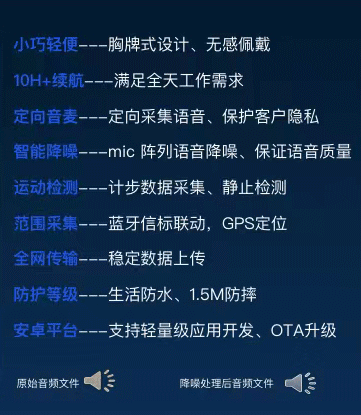 小巧轻便---胸牌式设计、无感佩戴
10H+续航---满足全天工作需求
定向音麦---定向采集语音、保护客户隐私
智能降噪---mic 阵列语音降噪、保证语音质量
运动检测---计步数据采集、静止检测
范围采集---蓝牙信标联动，GPS定位
全网传输---稳定数据上传
防护等级---生活防水、1.5M防摔
安卓平台---支持轻量级应用开发、OTA升级
原始音频文件 降噪处理后音频文件